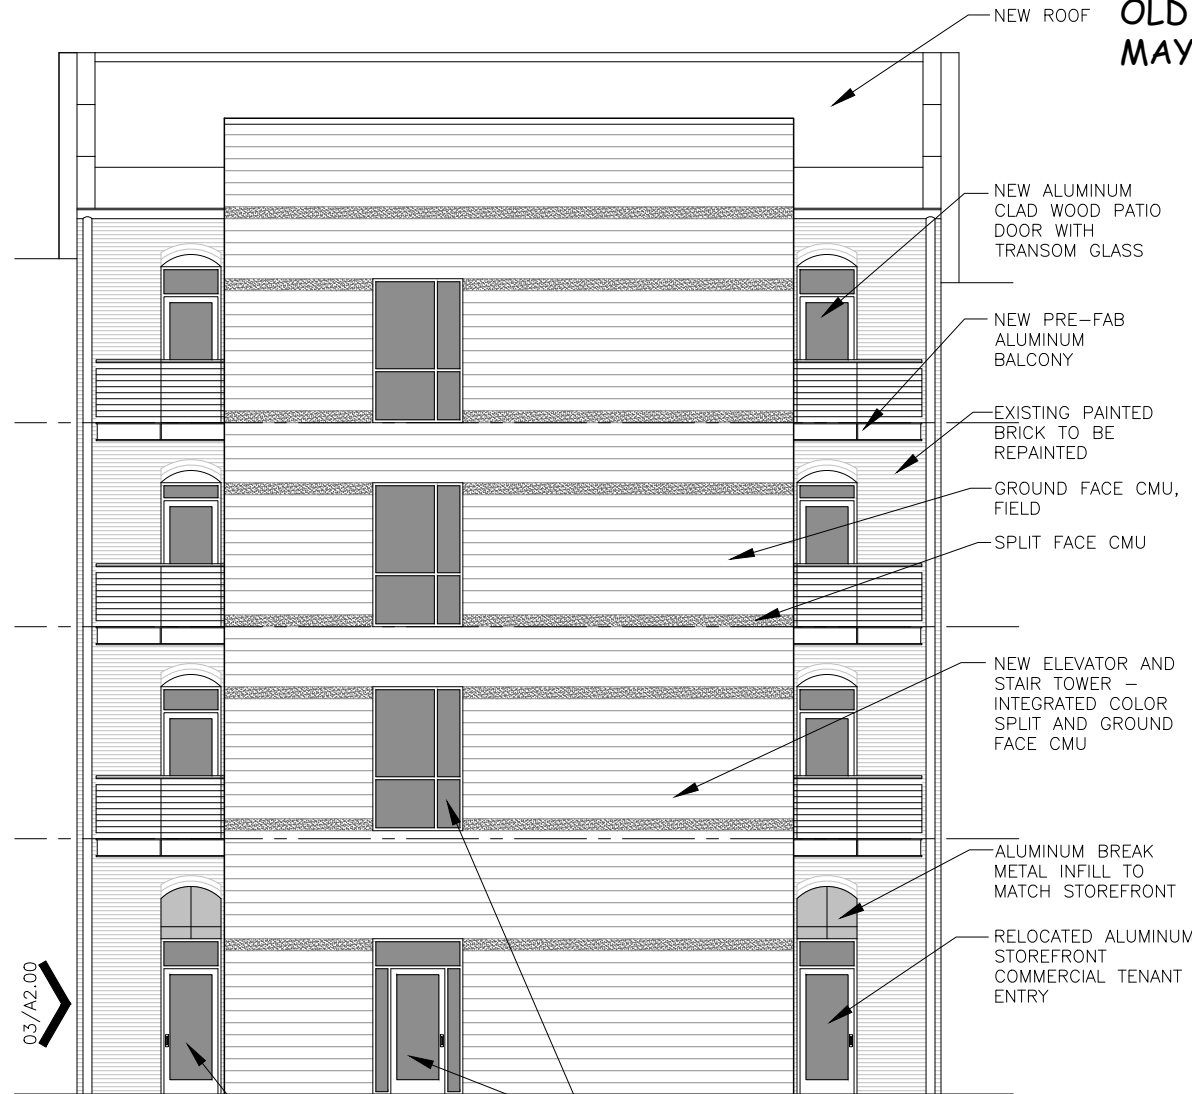 NEW ROOF
OLD
MAY
NEW ALUMINUM
CLAD WOOD PATIO
DOOR WITH
TRANSOM GLASS
NEW PRE-FAB
ALUMINUM
BALCONY
EXISTING PAINTED
BRICK TO BE
REPAINTED
GROUND FACE CMU,
FIELD
SPLIT FACE CMU
NEW ELEVATOR AND
STAIR TOWER –
INTEGRATED COLOR
SPLIT AND GROUND
FACE CMU
ALUMINUM BREAK
METAL INFILL TO
MATCH STOREFRONT
RELOCATED ALUMINUM
STOREFRONT
COMMERCIAL TENANT
ENTRY
03/A2.00